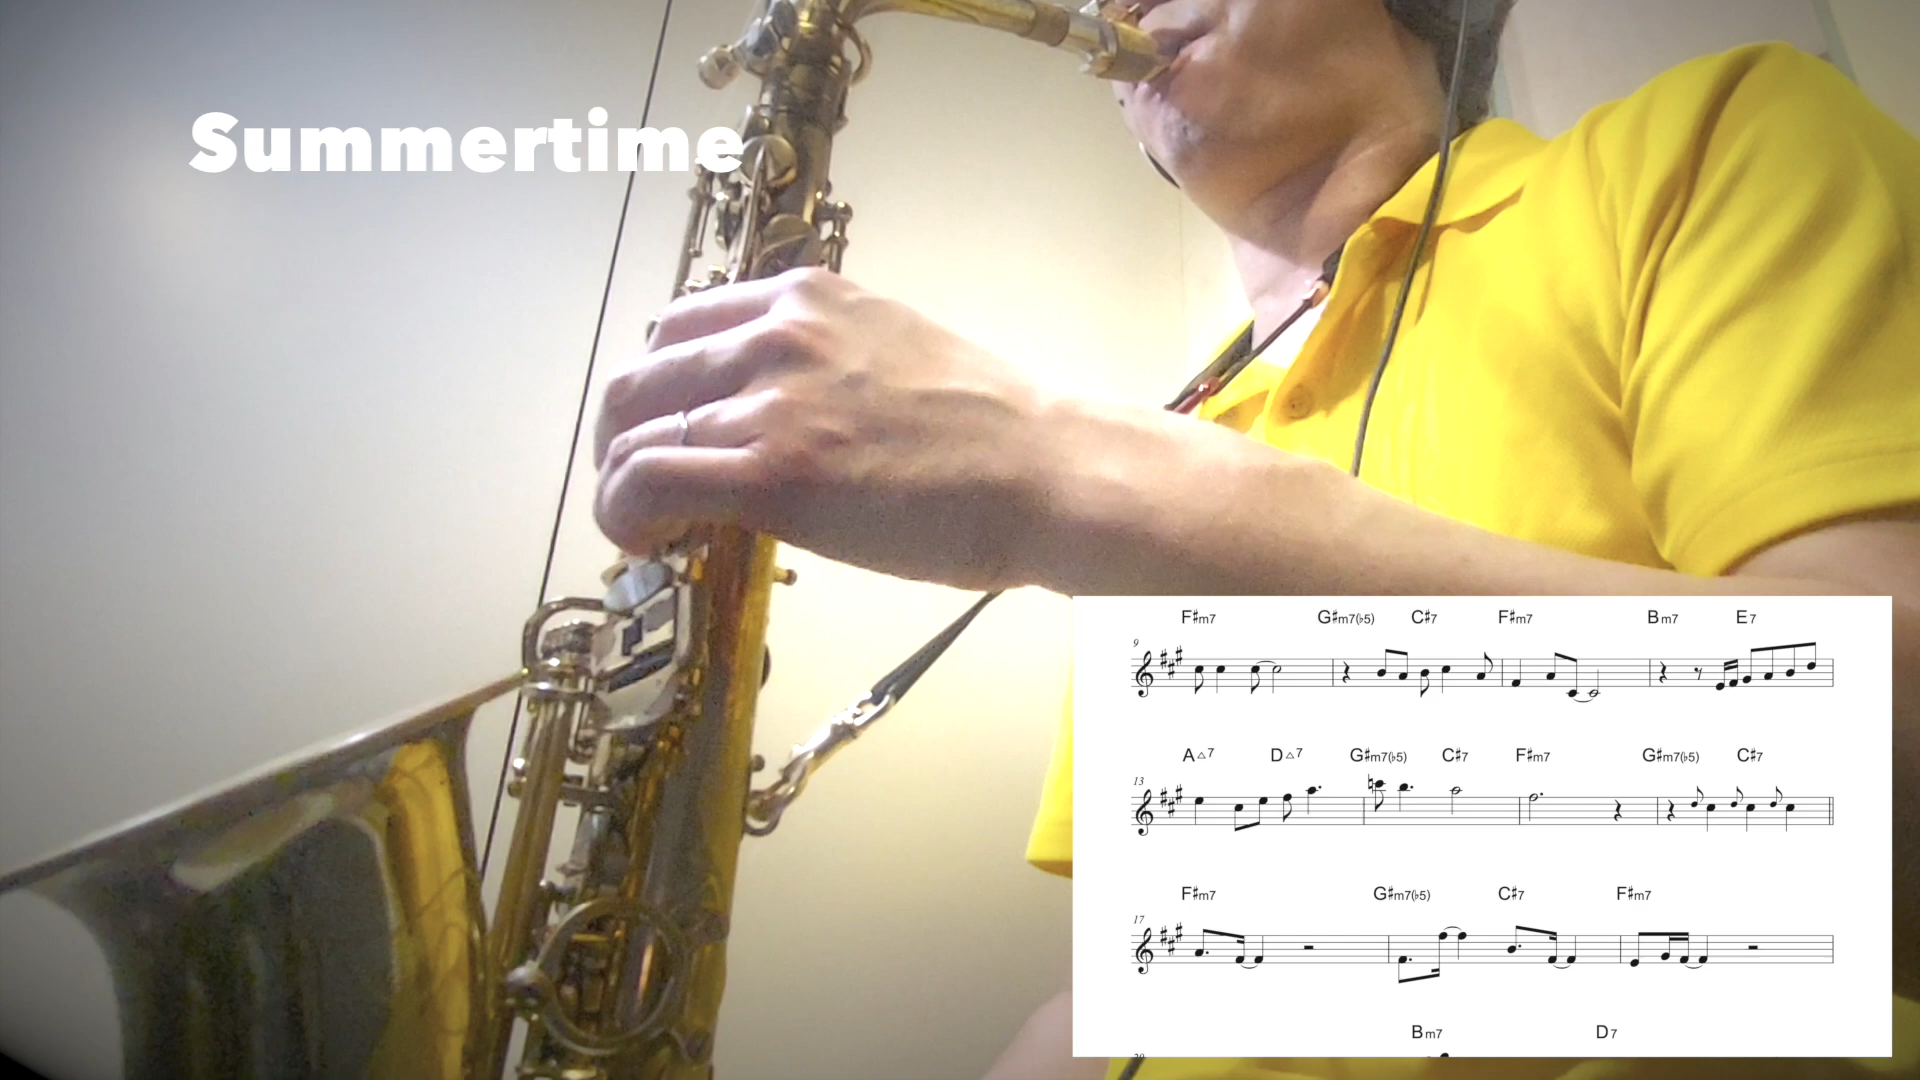 Summertime
F♯m7 G♯m7(♭5) C♯7 F♯m7 Bm7 E7
9
A△7 D△7 G♯m7(♭5) C♯7 F♯m7 G♯m7(♭5) C♯7
13
F♯m7 G♯m7(♭5) C♯7 F♯m7
17
Bm7 D7